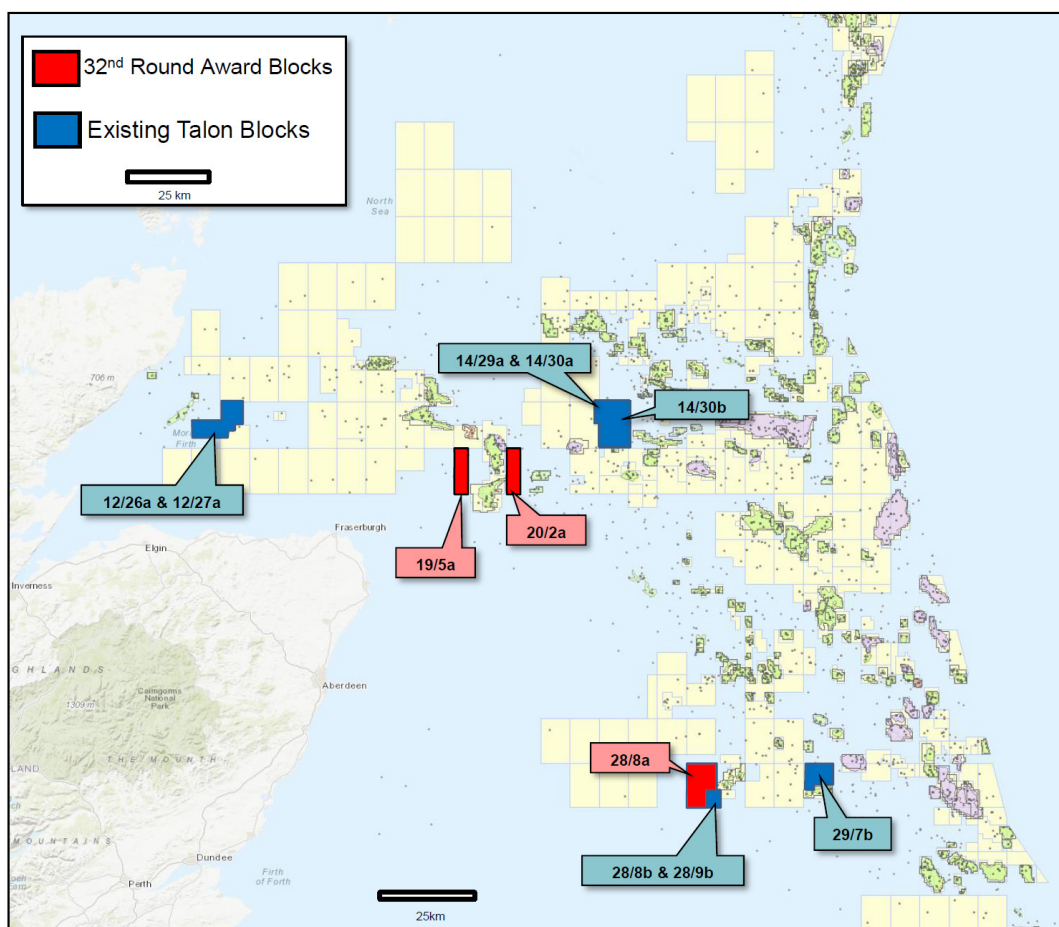 32nd Round Award Blocks
Existing Talon Blocks
25 km
North
Sea
706 m
14/29a & 14/30a
14/30b
Moray
Firth
12/26a & 12/27a
20/2a
19/5a
Fraserburgh
Elgin
Inverness
GHLANDS
Cairngorms
National
Park
Aberdeen
1309 m
LAND
THE MOUNTH
28/8a
29/7b
MOUNTAINS
28/8b & 28/9b
Dundee
Perth
Firth
of Forth
25km